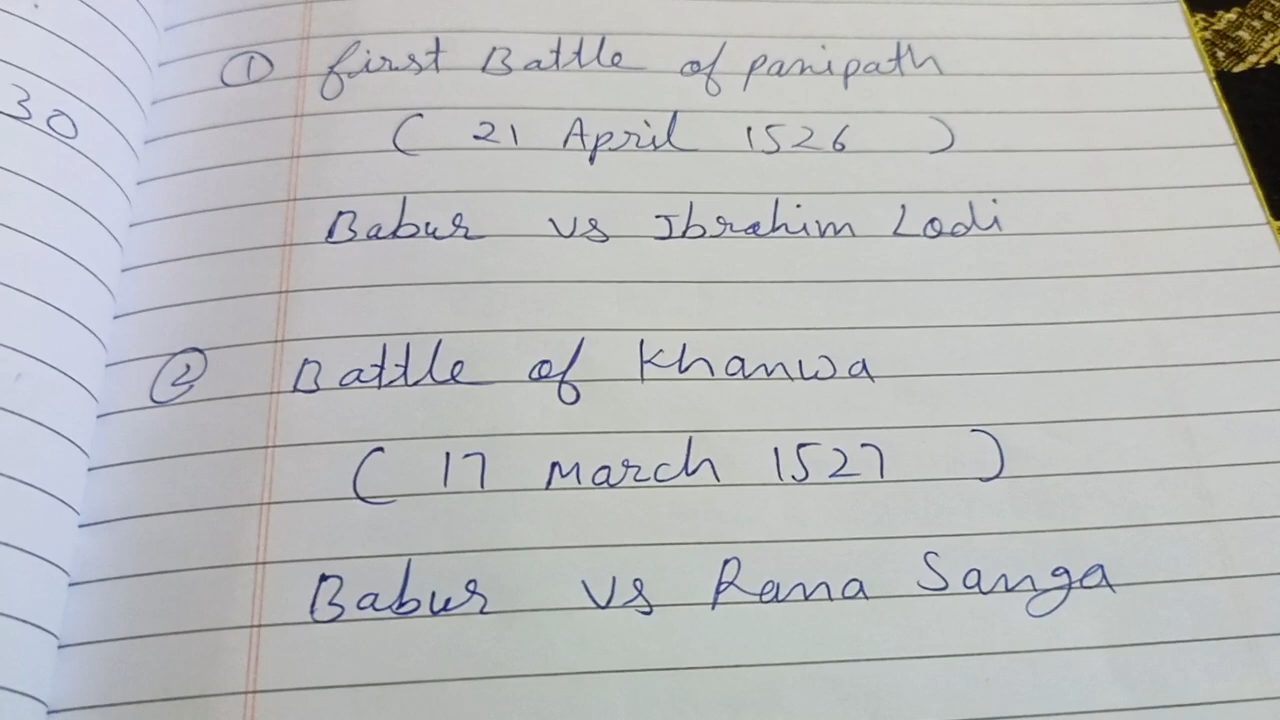 30
① first Battle of panipath
( 21 April 1526 )
Babur vs Ibrahim Lodi
② Battle of Khanwa
( 17 March 1527 )
Babur vs Rana Sanga